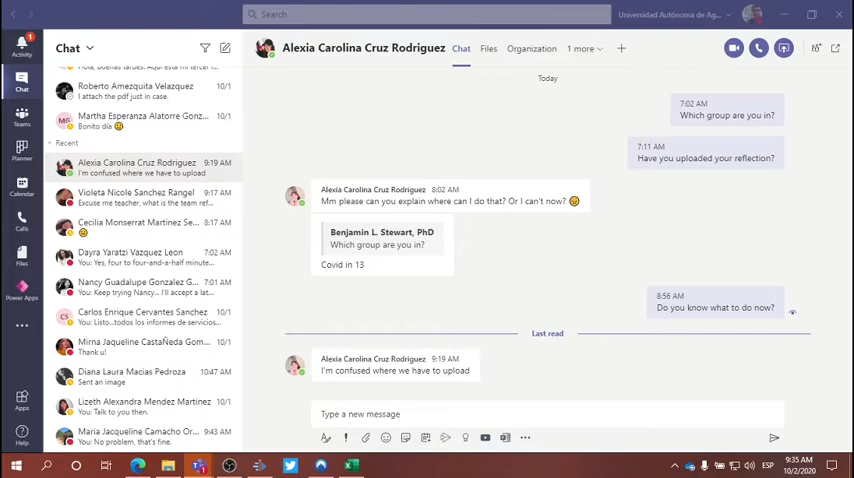 Search
Universidad Autónoma de Ag...
1
Activity
Chat
Teams
Planner
Calendar
Calls
Files
Power Apps
Apps
Help
Chat
Roberto Amezquita Velazquez 10/1
I attach the pdf just in case.
MG
Martha Esperanza Alatorre Gonz... 10/1
Bonito día
Recent
Alexia Carolina Cruz Rodriguez 9:19 AM
I'm confused where we have to upload
Violeta Nicole Sanchez Rangel 9:17 AM
Excuse me teacher, what is the team ref...
Cecilia Monserrat Martinez Se... 8:17 AM
Dayra Yaratzi Vazquez Leon 7:02 AM
You: Yes, four to four-and-a-half minute...
Nancy Guadalupe Gonzalez G... 7:01 AM
You: Keep trying Nancy... I'll accept a lat...
CS
Carlos Enrique Cervantes Sanchez 10/1
You: Listo...todos los informes de servicios...
Mirna Jaqueline CastaÑeda Gom... 10/1
Thank u!
Diana Laura Macias Pedroza 10:47 AM
Sent an image
Lizeth Alexandra Mendez Martinez 10/1
You: Talk to you then.
Maria Jacqueline Camacho Or... 9:43 AM
You: No problem, that's fine.
Alexia Carolina Cruz Rodriguez Chat Files Organization 1 more
Today
7:02 AM
Which group are you in?
7:11 AM
Have you uploaded your reflection?
Alexia Carolina Cruz Rodriguez 8:02 AM
Mm please can you explain where can I do that? Or I can't now?
Benjamin L. Stewart, PhD
Which group are you in?
Covid in 13
8:56 AM
Do you know what to do now?
Last read
Alexia Carolina Cruz Rodriguez 9:19 AM
I'm confused where we have to upload
Type a new message
ESP
9:35 AM
10/2/2020